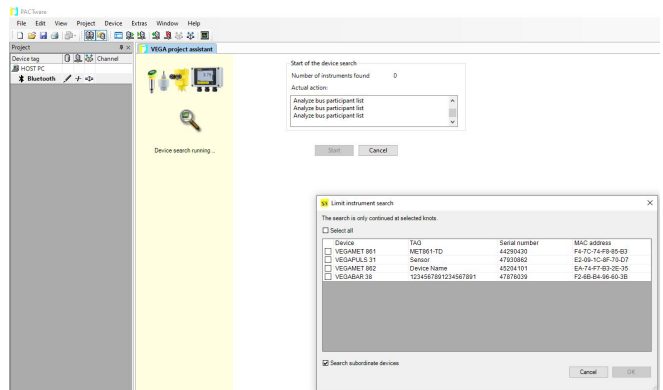 PACTware
File Edit View Project Device Extras Window Help
Project
Device tag Channel
HOST PC
Bluetooth
VEGA project assistant
Device search running...
Start of the device search
Number of instruments found 0
Actual action:
Analyze bus participant list
Analyze bus participant list
Analyze bus participant list
Start Cancel
Limit instrument search
The search is only continued at selected knots.
Select all
Device TAG Serial number MAC address
VEGAMET 861 MET861-TD 44290430 F4-7C-74-F8-85-B3
VEGAPULS 31 Sensor 47930862 E2-09-1C-8F-70-D7
VEGAMET 862 Device Name 45204101 EA-74-F7-B3-2E-35
VEGABAR 38 1234567891234567891 47876039 F2-6B-B4-96-60-3B
Search subordinate devices
Cancel OK